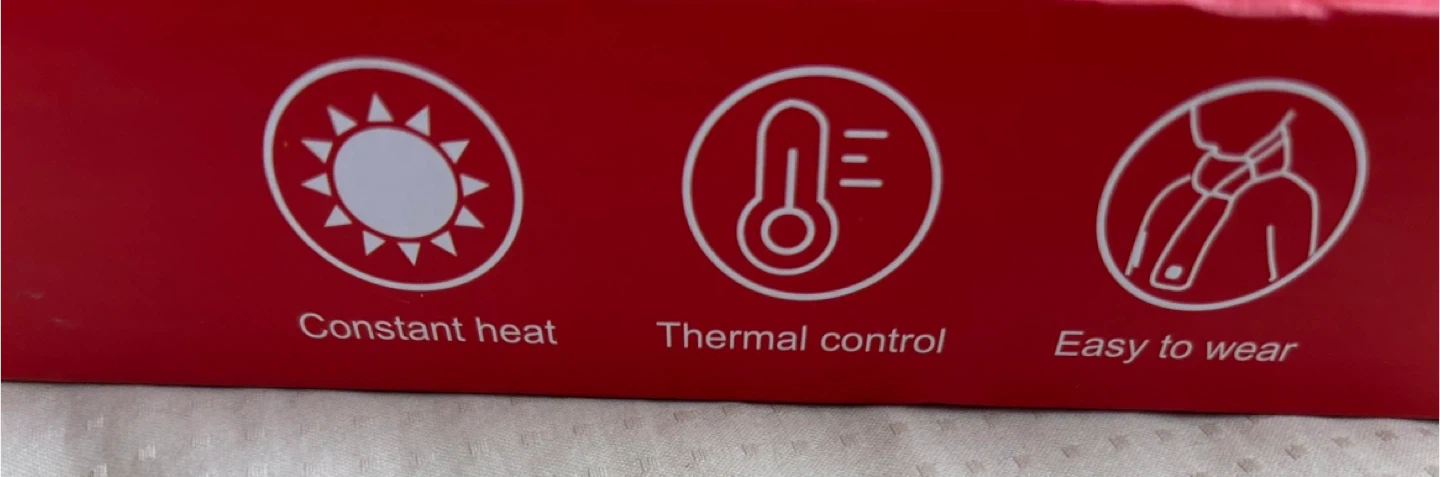 Constant heat
Thermal control
Easy to wear